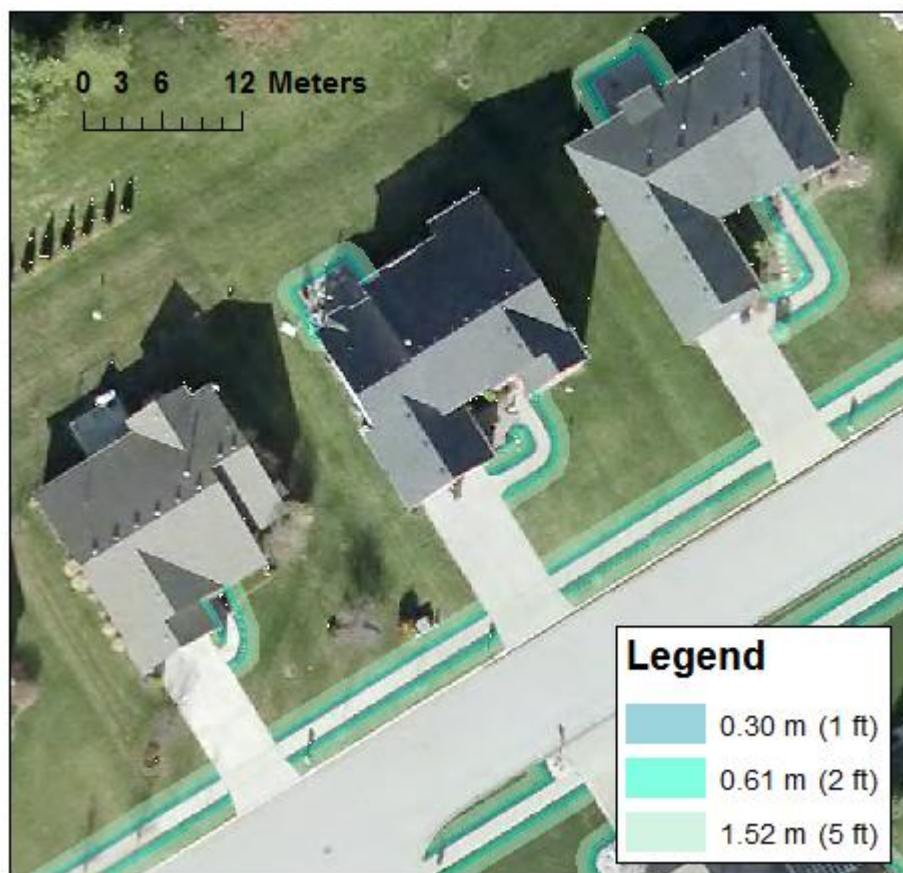 0 3 6 12 Meters
Legend
0.30 m (1 ft)
0.61 m (2 ft)
1.52 m (5 ft)